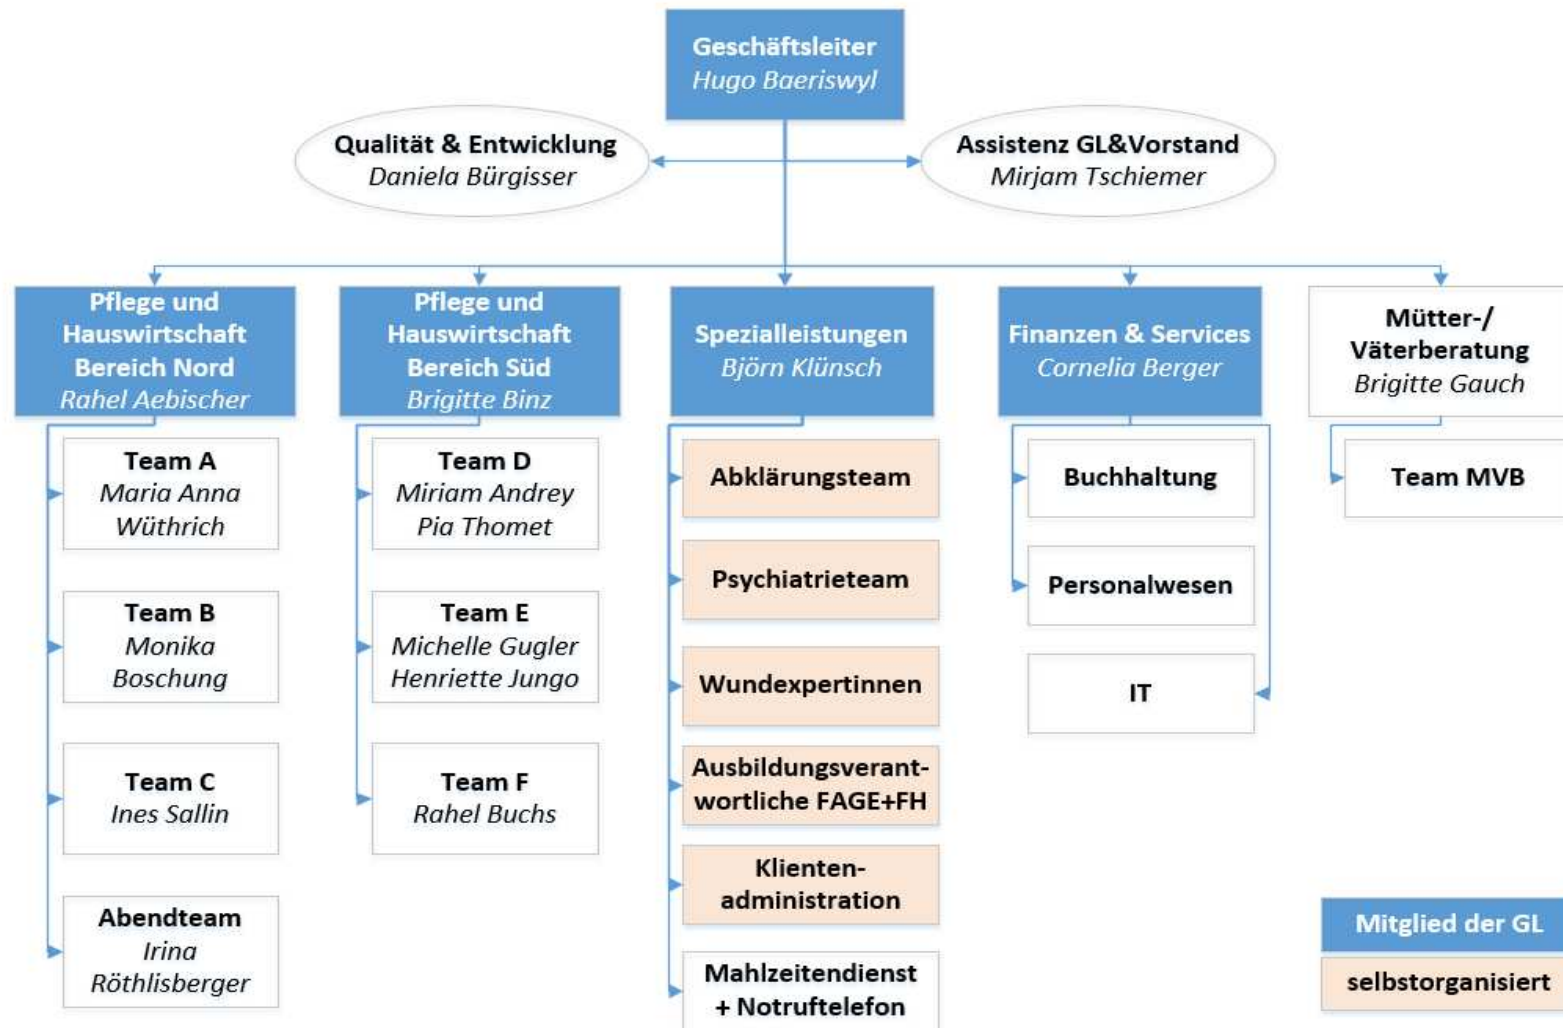 Geschäftsleiter
Hugo Baeriswyl
Qualität & Entwicklung
Daniela Bürgisser
Assistenz GL&Vorstand
Mirjam Tschiemer
Pflege und
Hauswirtschaft
Bereich Nord
Rahel Aebischer
Pflege und
Hauswirtschaft
Bereich Süd
Brigitte Binz
Spezialleistungen
Björn Klünsch
Finanzen & Services
Cornelia Berger
Mütter-/
Väterberatung
Brigitte Gauch
Team A
Maria Anna
Wüthrich
Team B
Monika
Boschung
Team C
Ines Sallin
Abendteam
Irina
Röthlisberger
Team D
Miriam Andrey
Pia Thomet
Team E
Michelle Gugler
Henriette Jungo
Team F
Rahel Buchs
Abklärungsteam
Psychiatrieteam
Wundexpertinnen
Ausbildungsverant-
wortliche FAGE+FH
Klienten-
administration
Mahlzeitendienst
+ Notruftelefon
Buchhaltung
Personalwesen
IT
Team MVB
Mitglied der GL
selbstorganisiert